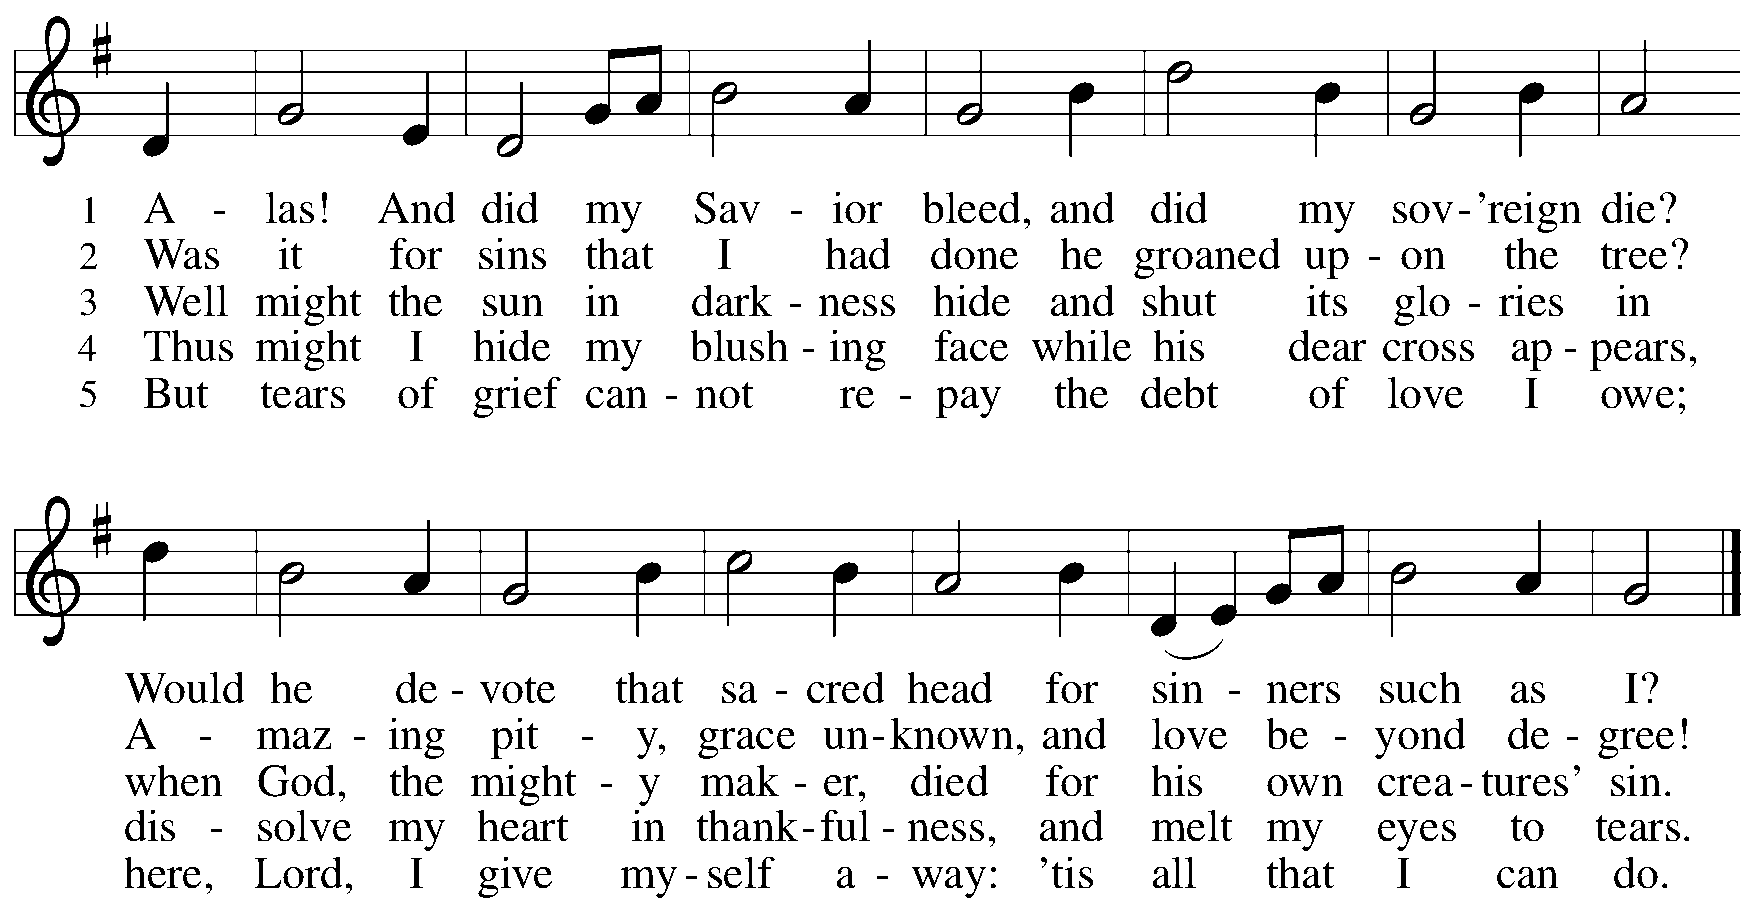 1 A - las! And did my Sav - ior bleed, and did my sov-'reign die?
2 Was it for sins that I had done he groaned up - on the tree?
3 Well might the sun in dark - ness hide and shut its glo - ries in
4 Thus might I hide my blush - ing face while his dear cross ap - pears,
5 But tears of grief can - not re - pay the debt of love I owe;
Would he de - vote that sa - cred head for sin - ners such as I?
A - maz - ing pit - y, grace un-known, and love be - yond de - gree!
when God, the might - y mak - er, died for his own crea-tures' sin.
dis - solve my heart in thank-ful - ness, and melt my eyes to tears.
here, Lord, I give my-self a - way: 'tis all that I can do.